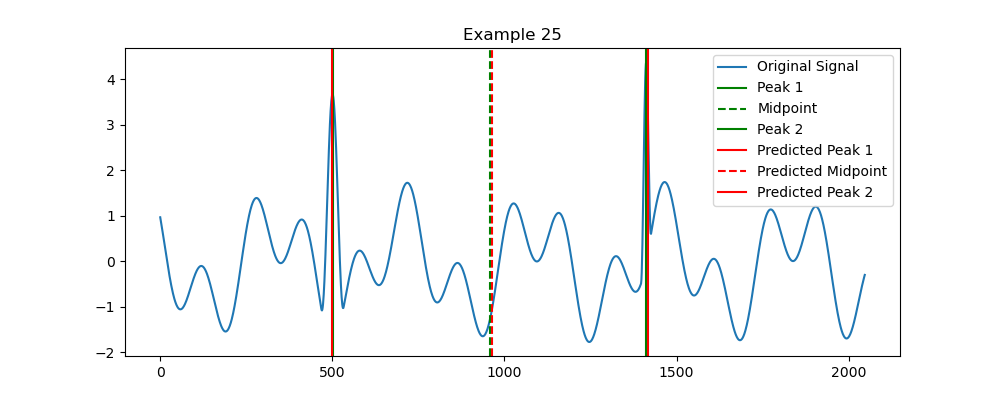 Example 25
Original Signal
Peak 1
Midpoint
Peak 2
Predicted Peak 1
Predicted Midpoint
Predicted Peak 2
4
3
2
1
0
−1
−2
0 500 1000 1500 2000